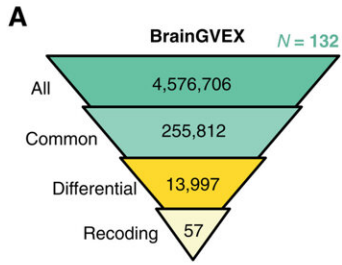 A
BrainGVEX
N = 132
All 4,576,706
Common 255,812
Differential 13,997
Recoding 57